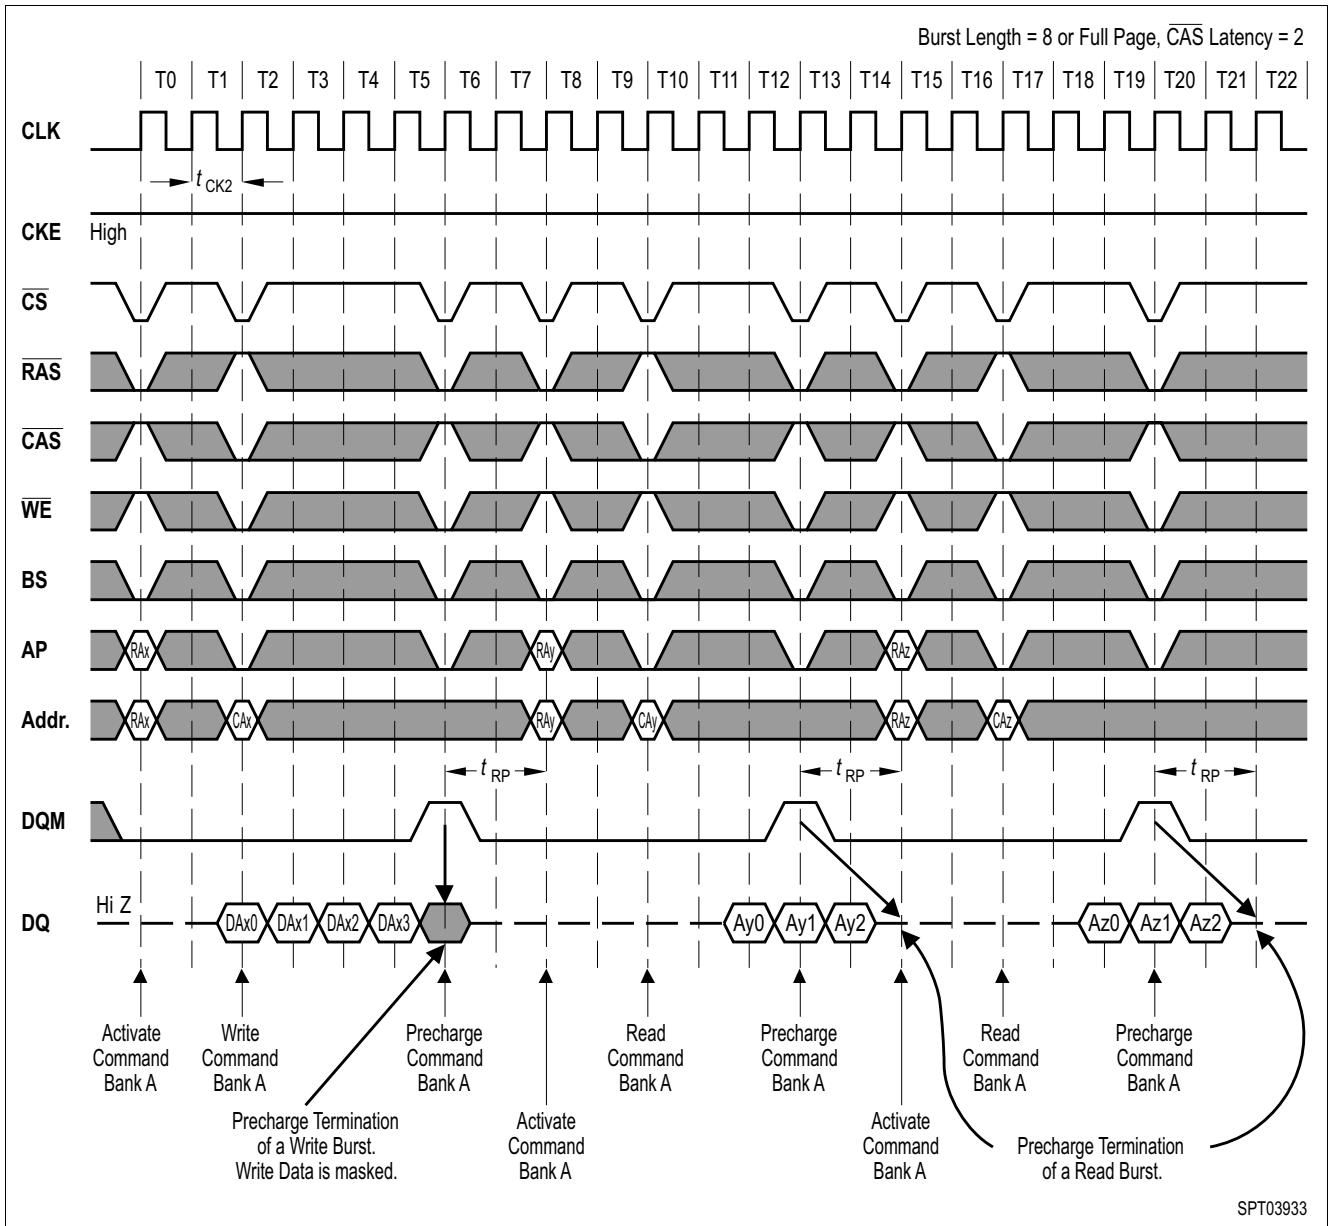 Burst Length = 8 or Full Page, CAS Latency = 2
T0 T1 T2 T3 T4 T5 T6 T7 T8 T9 T10 T11 T12 T13 T14 T15 T16 T17 T18 T19 T20 T21 T22
CLK
t CK2
CKE High
CS
RAS
CAS
WE
BS
AP RAx RAy RAz
Addr. RAx CAx RAy CAy RAz CAz
t RP t RP t RP
DQM
DQ Hi Z DAx0 DAx1 DAx2 DAx3 Ay0 Ay1 Ay2 Az0 Az1 Az2
Activate
Command
Bank A
Write
Command
Bank A
Precharge
Command
Bank A
Read
Command
Bank A
Precharge
Command
Bank A
Read
Command
Bank A
Precharge
Command
Bank A
Precharge Termination
of a Write Burst.
Write Data is masked.
Activate
Command
Bank A
Activate
Command
Bank A
Precharge Termination
of a Read Burst.
SPT03933